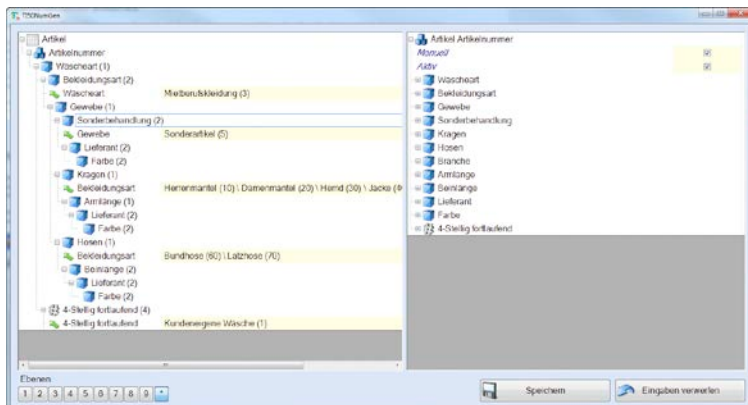 TISONumGen
Artikel
Artikelnummer
Wäscheart (1)
Bekleidungsart (2)
Wäscheart Mietberufskleidung (3)
Gewebe (1)
Sonderbehandlung (2)
Gewebe Sonderartikel (5)
Lieferant (2)
Farbe (2)
Kragen (1)
Bekleidungsart Herrenmantel (10) \ Damenmantel (20) \ Hemd (30) \ Jacke
Armlänge (1)
Lieferant (2)
Farbe (2)
Hosen (1)
Bekleidungsart Bundhose (60) \ Latzhose (70)
Beinlänge (2)
Lieferant (2)
Farbe (2)
4-Stellig fortlaufend (4)
4-Stellig fortlaufend Kundeneigene Wäsche (1)
Artikel Artikelnummer
Manuell
Aktiv
Wäscheart
Bekleidungsart
Gewebe
Sonderbehandlung
Kragen
Hosen
Branche
Armlänge
Beinlänge
Lieferant
Farbe
4-Stellig fortlaufend
Ebenen
1 2 3 4 5 6 7 8 9 *
Speichern
Eingaben verwerfen